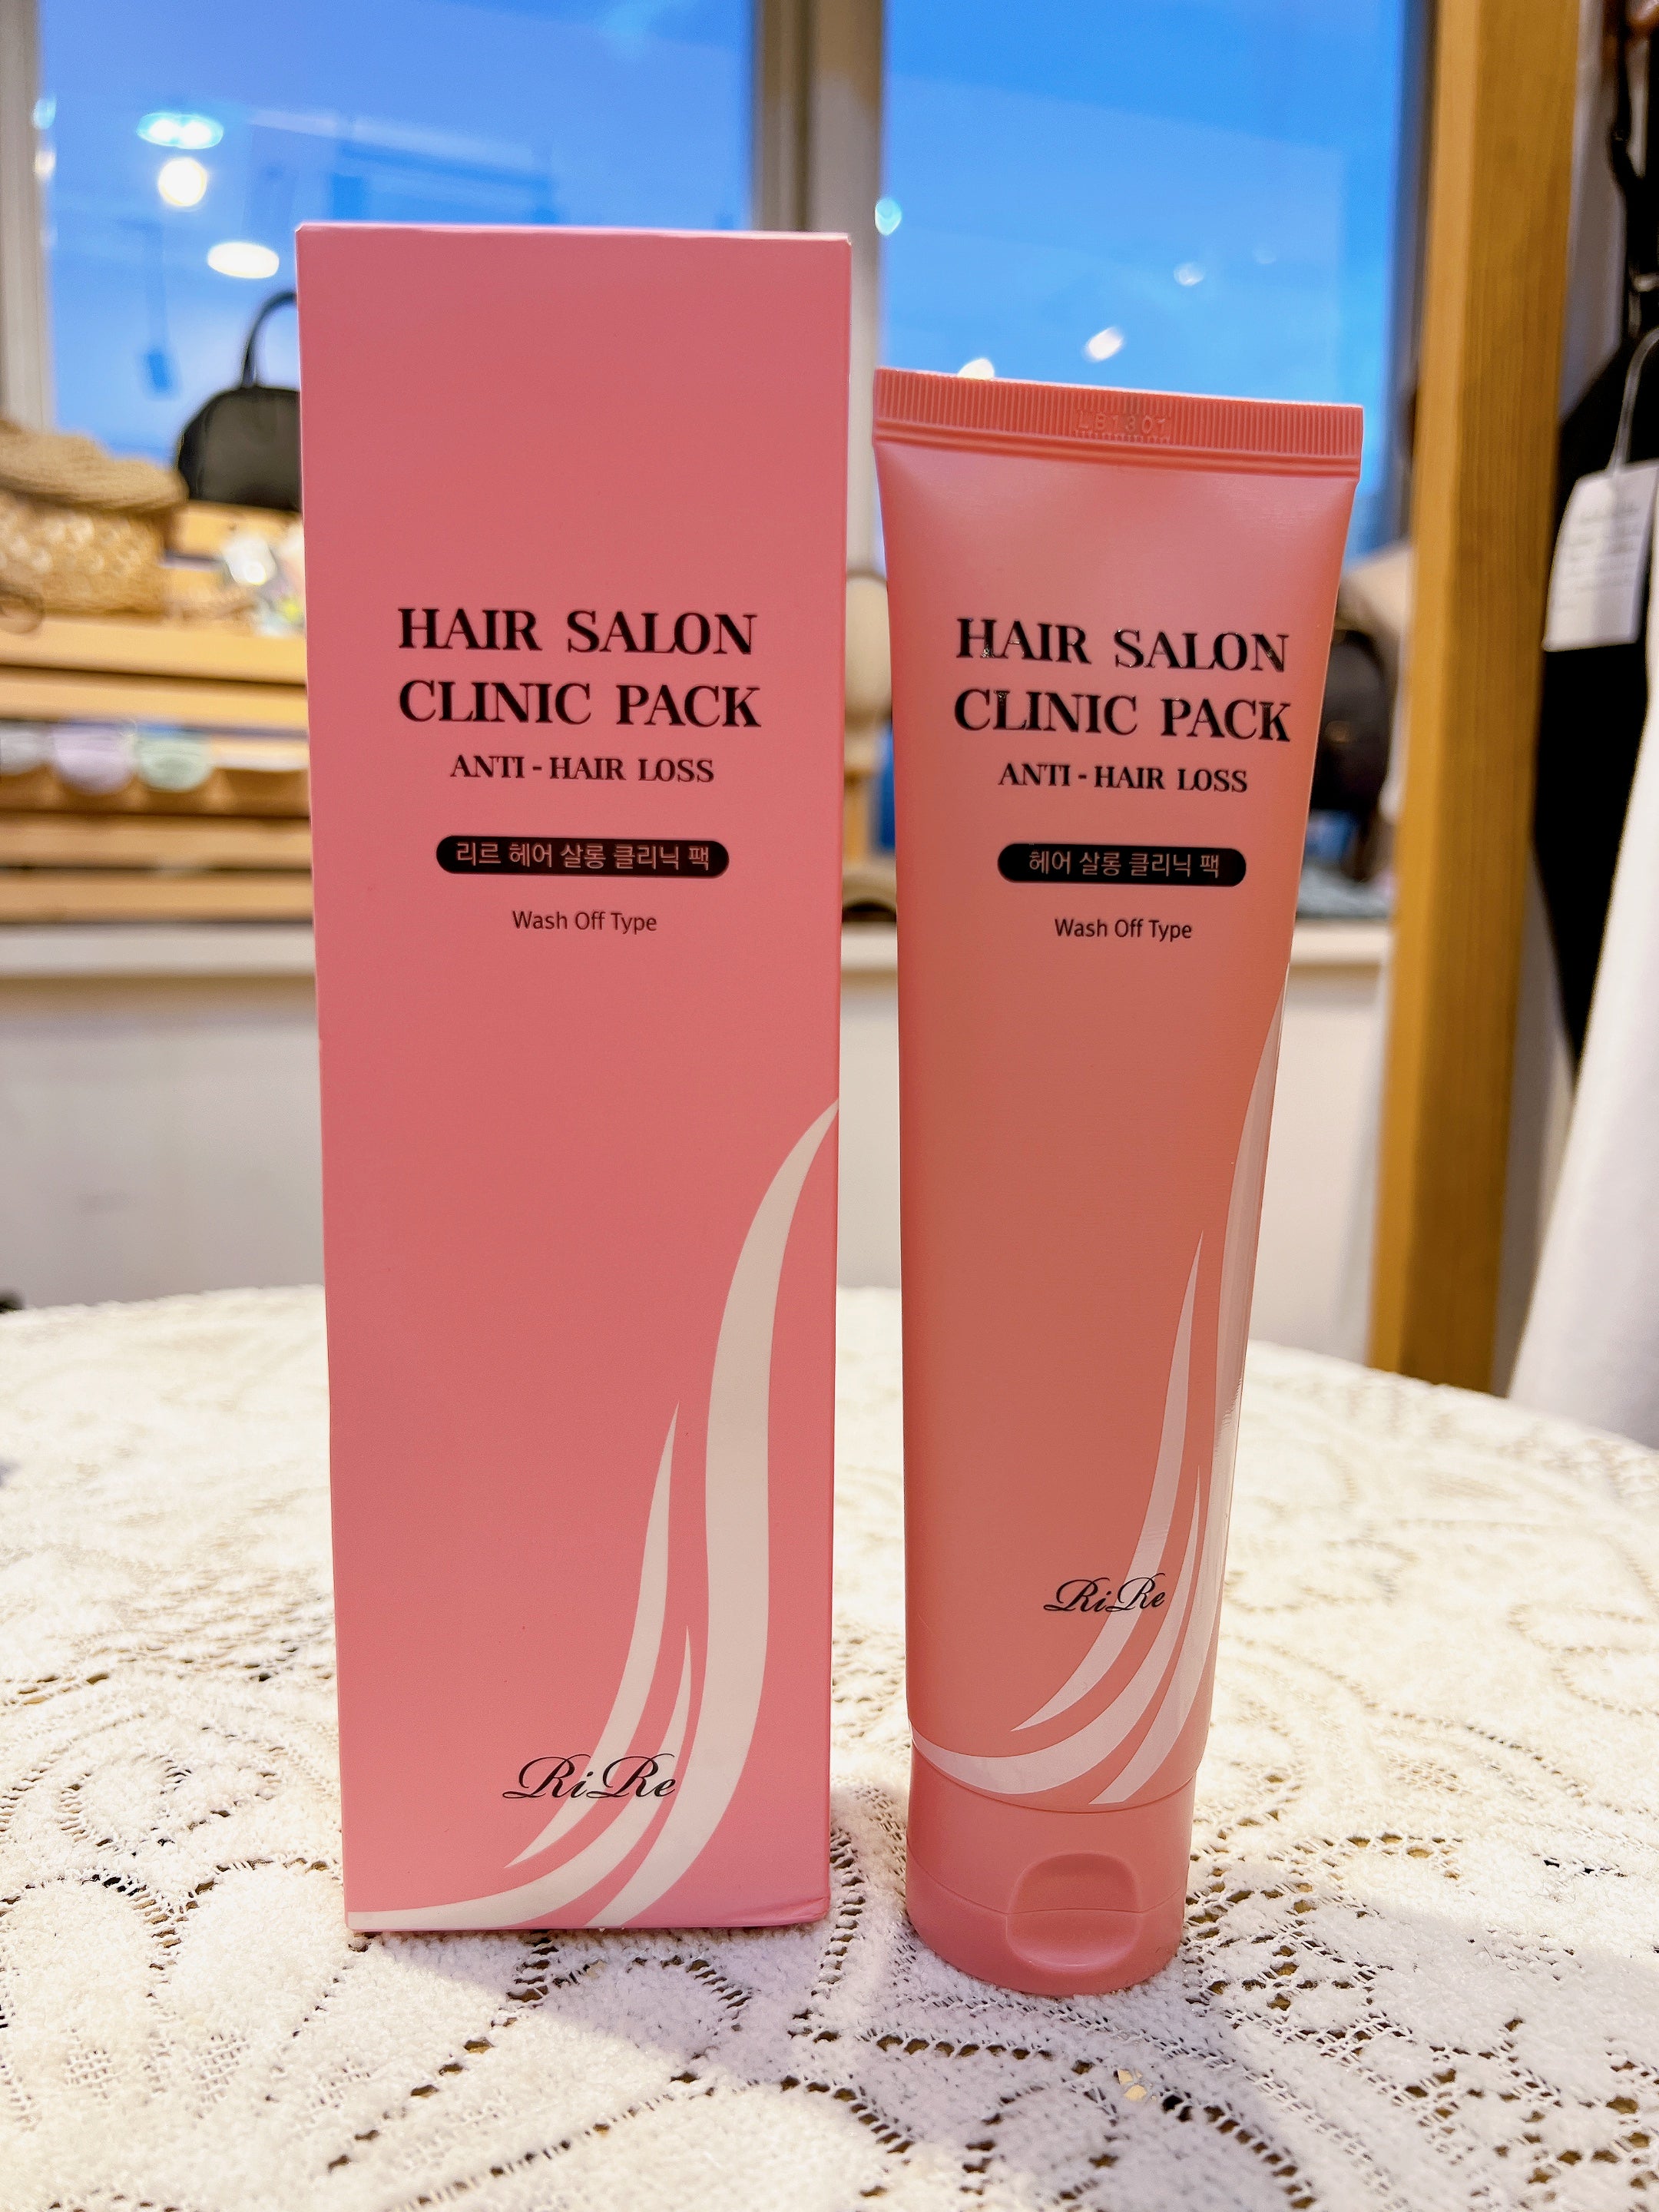 HAIR SALON
CLINIC PACK
ANTI-HAIR LOSS
리르 헤어 살롱 클리닉 팩
Wash Off Type
RiRe
LB1301
HAIR SALON
CLINIC PACK
ANTI-HAIR LOSS
헤어 살롱 클리닉 팩
Wash Off Type
RiRe